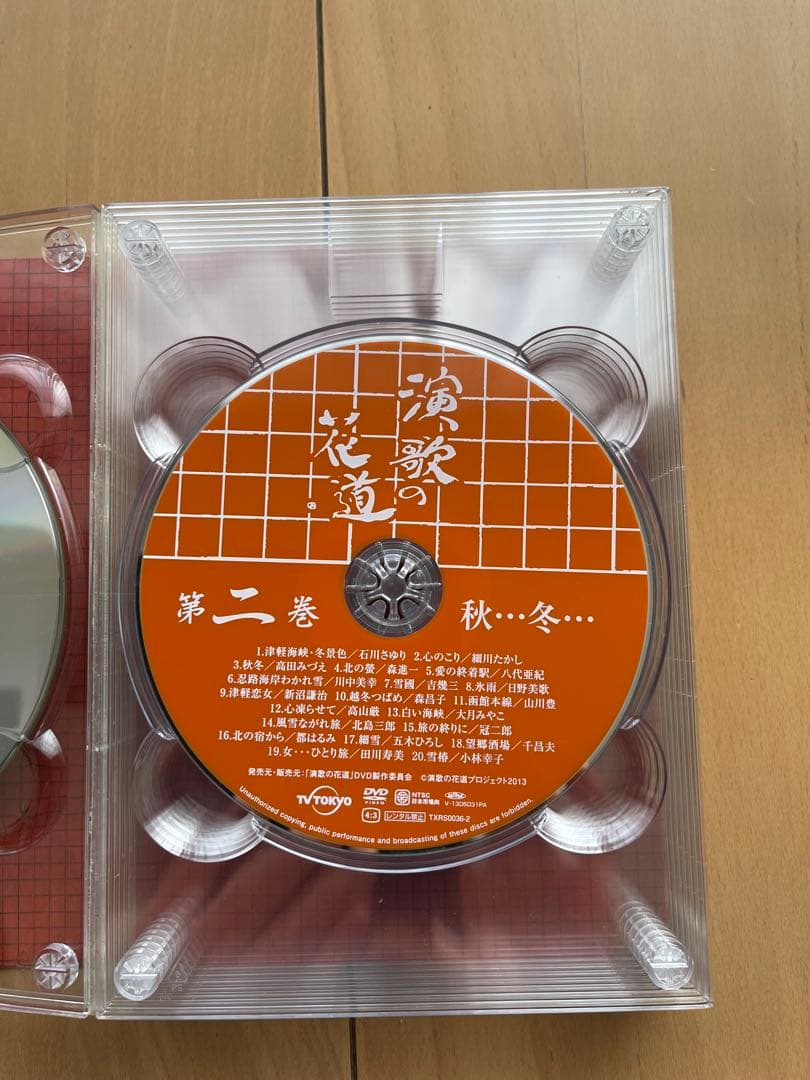 演歌の
花道
第二巻 秋…冬…
1.津軽海峡・冬景色／石川さゆり 2.心のこり／細川たかし
3.秋冬／高田みづえ 4.北の螢／森進一 5.愛の終着駅／八代亜紀
6.忍路海岸わかれ雪／川中美幸 7.雪國／吉幾三 8.氷雨／日野美歌
9.津軽恋女／新沼謙治 10.越冬つばめ／森昌子 11.函館本線／山川豊
12.心凍らせて／高山厳 13.白い海峡／大月みやこ
14.風雪ながれ旅／北島三郎 15.旅の終りに／冠二郎
16.北の宿から／都はるみ 17.細雪／五木ひろし 18.望郷酒場／千昌夫
19.女・・・ひとり旅／田川寿美 20.雪椿／小林幸子
発売元・販売元：「演歌の花道」DVD製作委員会 ©演歌の花道プロジェクト2013
TV TOKYO DVD VIDEO NTSC 日本市場向 V-1306031PA
4:3 レンタル禁止 TXRS0036-2
Unauthorized copying, public performance and broadcasting of these discs are forbidden.